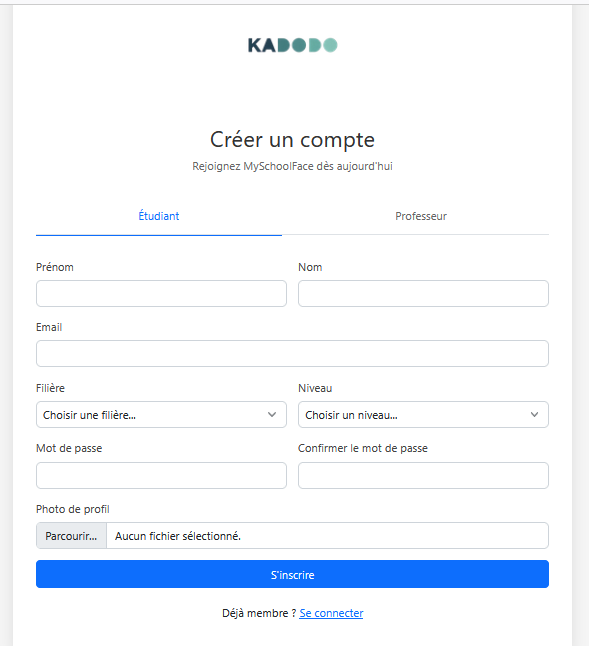 KADODO
Créer un compte
Rejoignez MySchoolFace dès aujourd'hui
Étudiant Professeur
Prénom Nom
Email
Filière Niveau
Choisir une filière... Choisir un niveau...
Mot de passe Confirmer le mot de passe
Photo de profil
Parcourir... Aucun fichier sélectionné.
S'inscrire
Déjà membre ? Se connecter